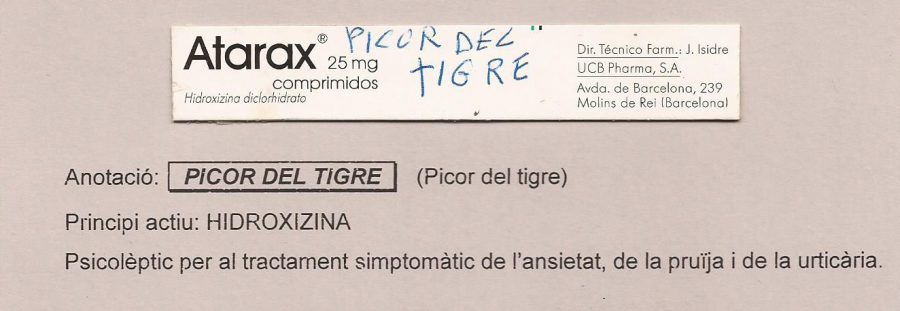 Atarax® PiCOR DEL
25 mg TiGRE
comprimidos
Hidroxizina diclorhidrato
Dir. Técnico Farm.: J. Isidre
UCB Pharma, S.A.
Avda. de Barcelona, 239
Molins de Rei (Barcelona)
Anotació: PiCOR DEL TiGRE (Picor del tigre)
Principi actiu: HIDROXIZINA
Psicolèptic per al tractament simptomàtic de l'ansietat, de la pruïja i de la urticària.